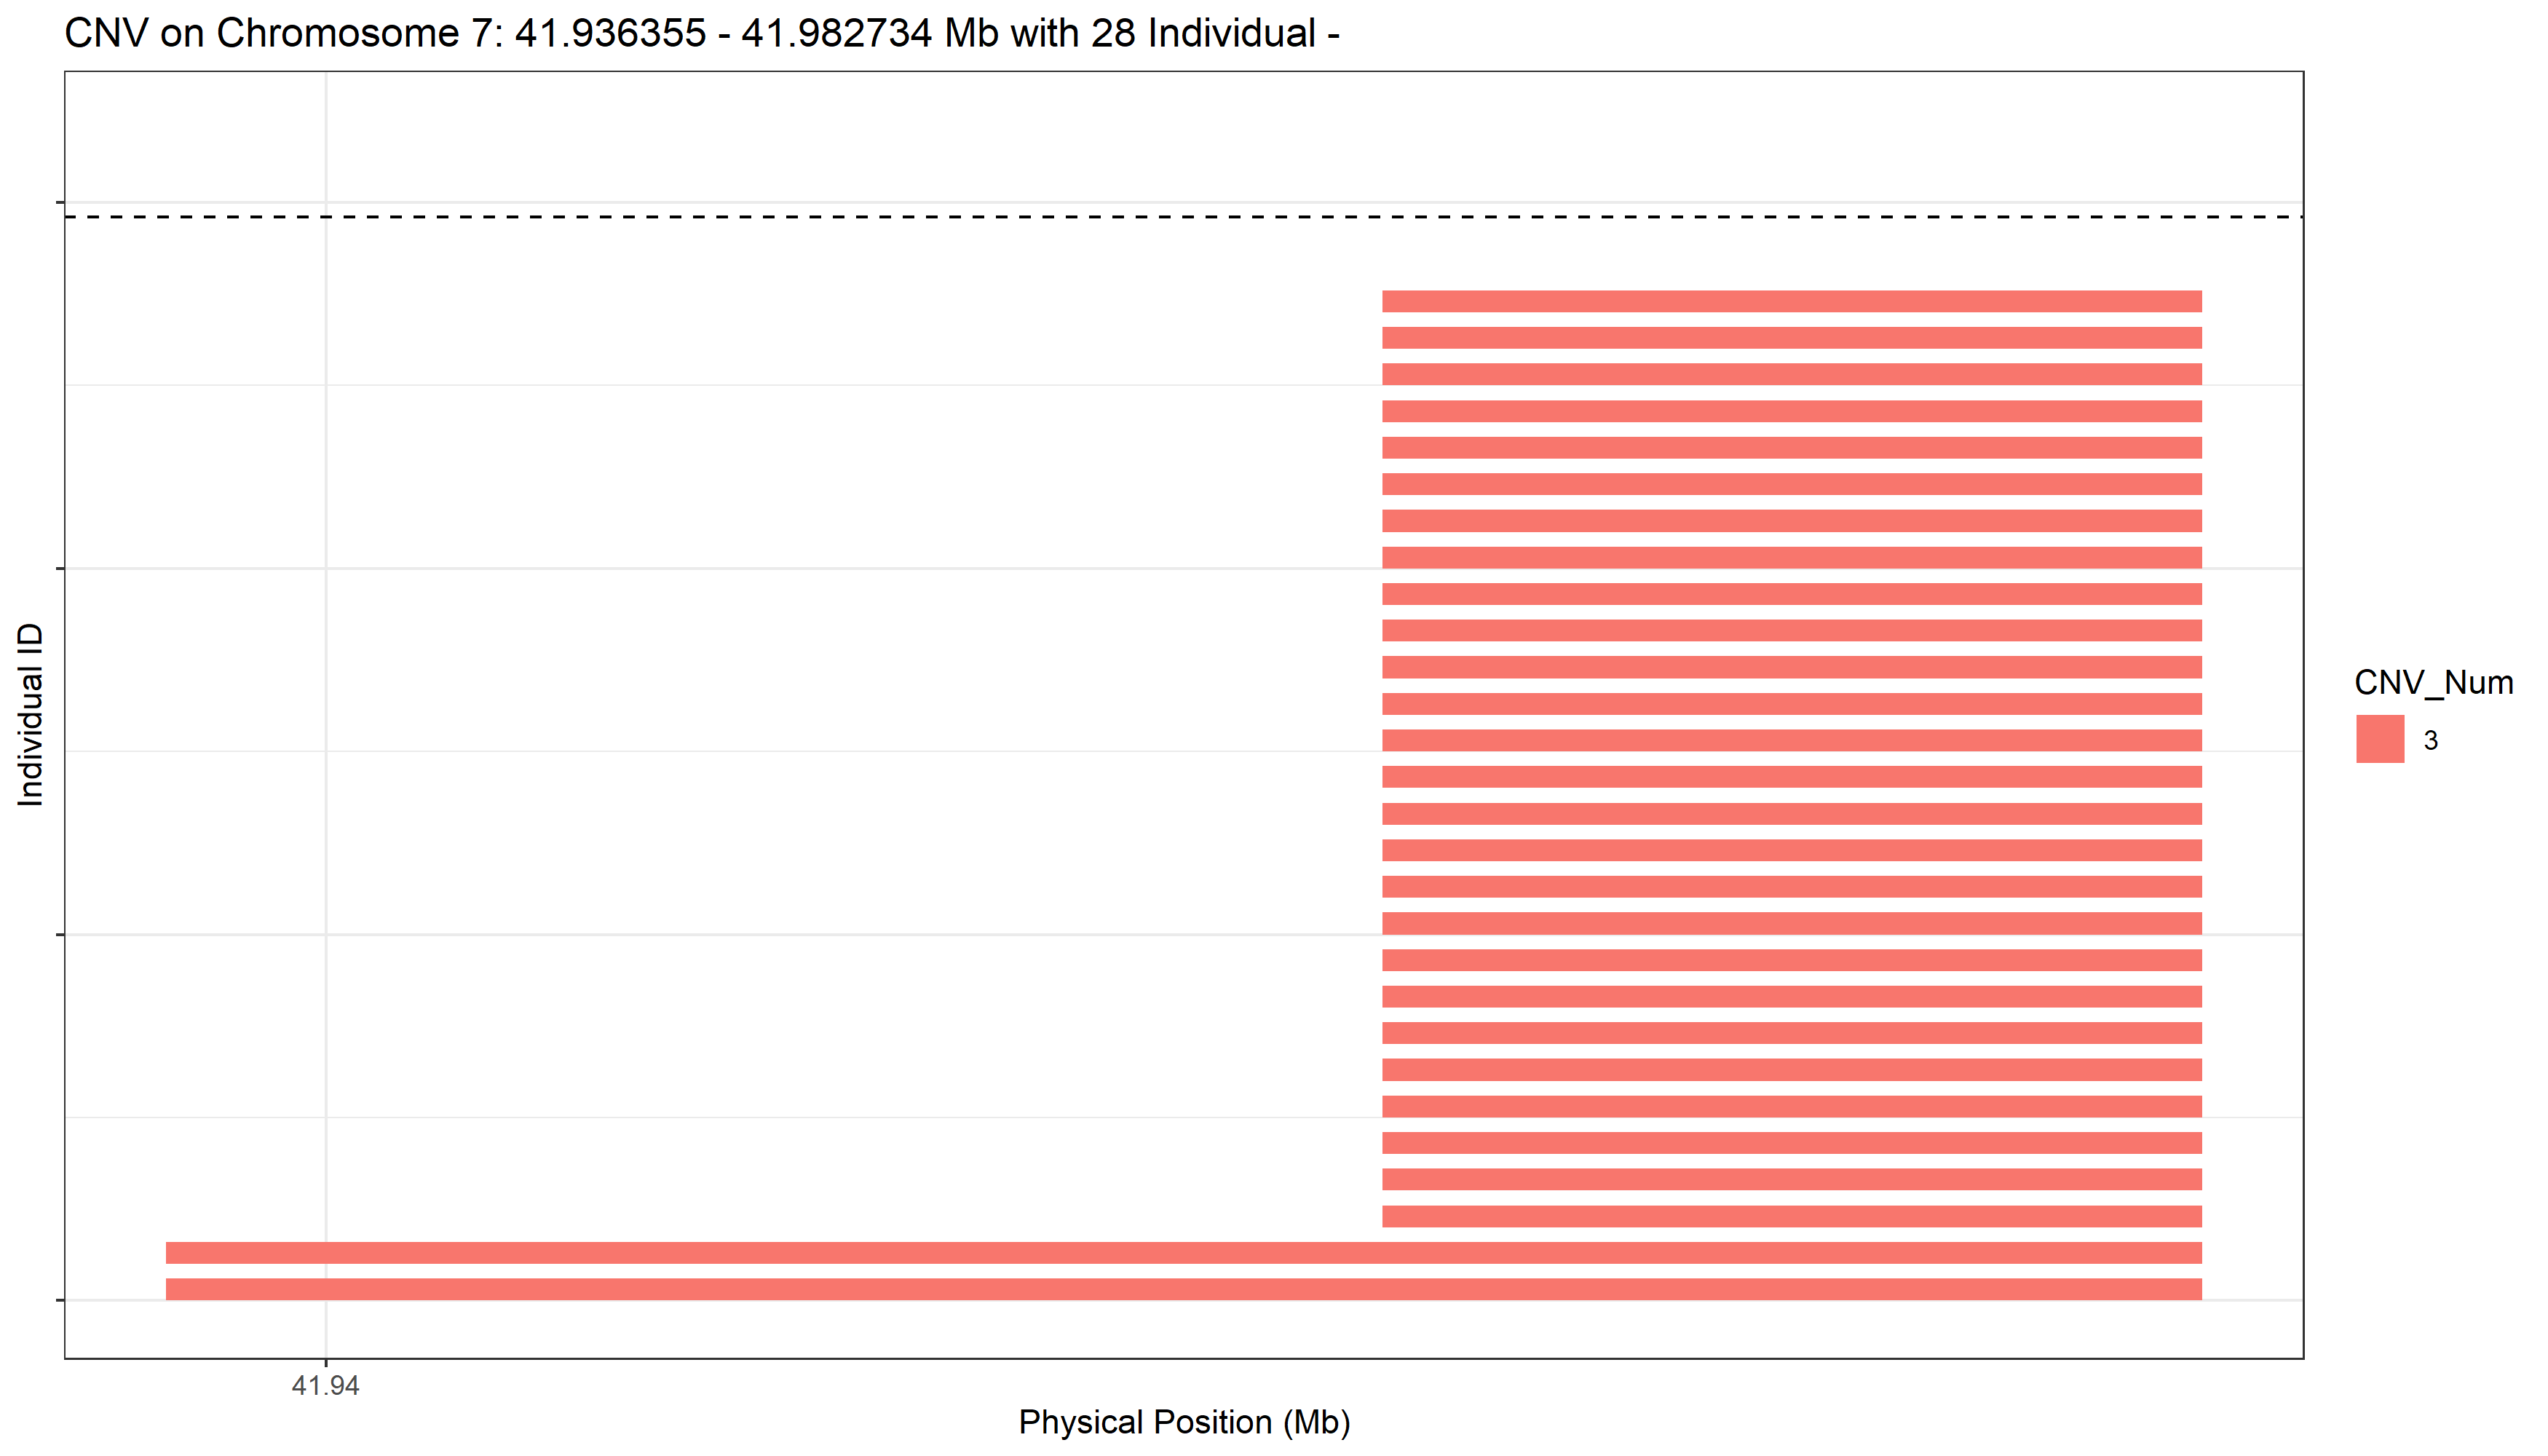 CNV on Chromosome 7: 41.936355 - 41.982734 Mb with 28 Individual -
Individual ID
CNV_Num
3
41.94
Physical Position (Mb)